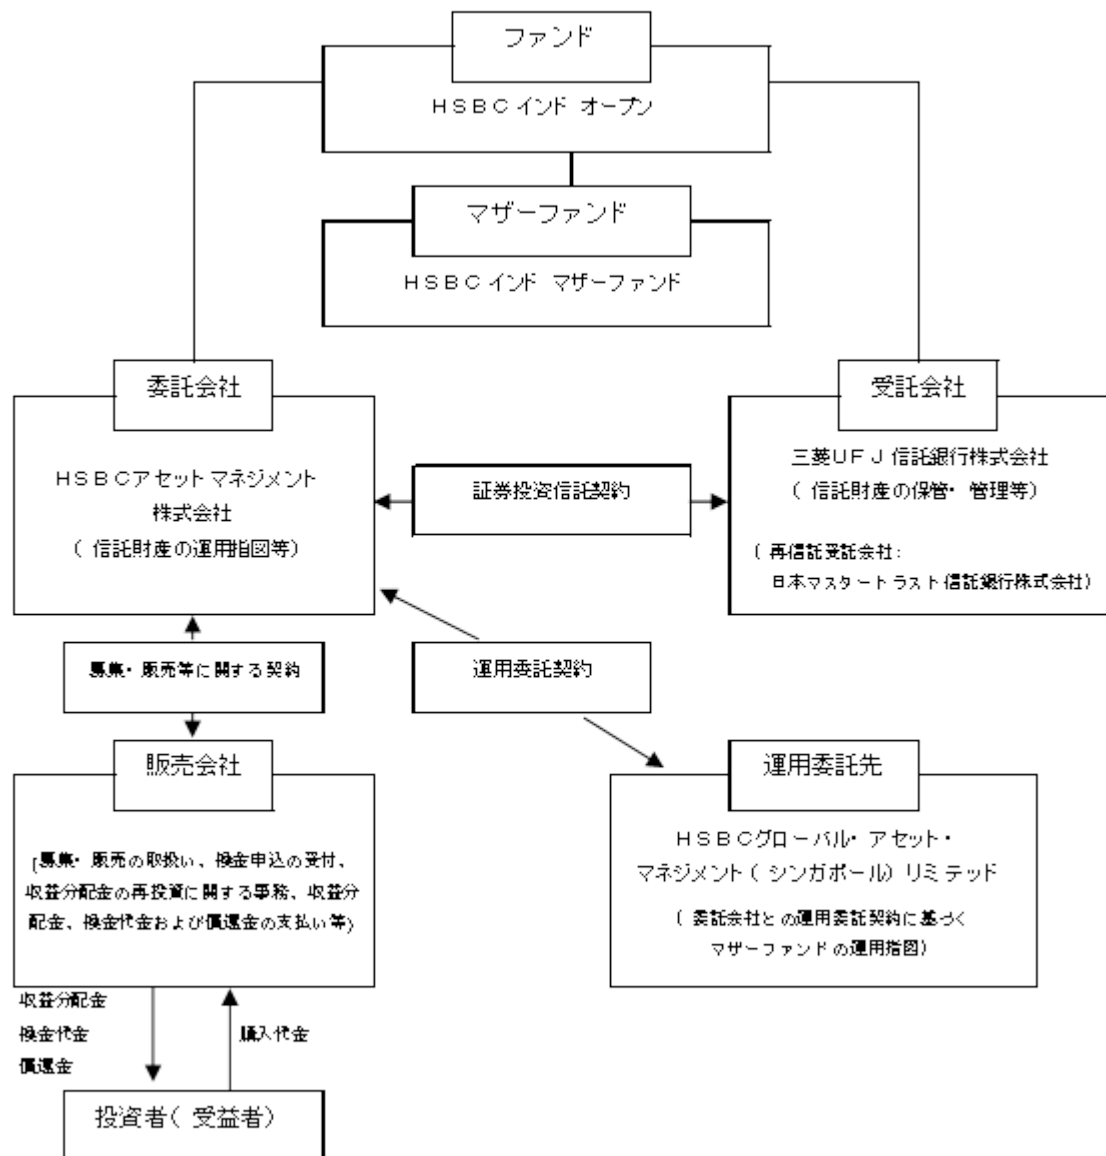 ファンド
HSBCインド オープン
マザーファンド
HSBCインド マザーファンド
委託会社
HSBCアセットマネジメント
株式会社
(信託財産の運用指図等)
証券投資信託契約
受託会社
三菱UFJ信託銀行株式会社
(信託財産の保管・管理等)
(再信託受託会社:
日本マスタートラスト信託銀行株式会社)
募集・販売等に関する契約
運用委託契約
販売会社
(募集・販売の取扱い、換金申込の受付、
収益分配金の再投資に関する事務、収益分
配金、換金代金および償還金の支払い等)
運用委託先
HSBCグローバル・アセット・
マネジメント(シンガポール)リミテッド
(委託会社との運用委託契約に基づく
マザーファンドの運用指図)
収益分配金
換金代金
償還金
購入代金
投資者(受益者)